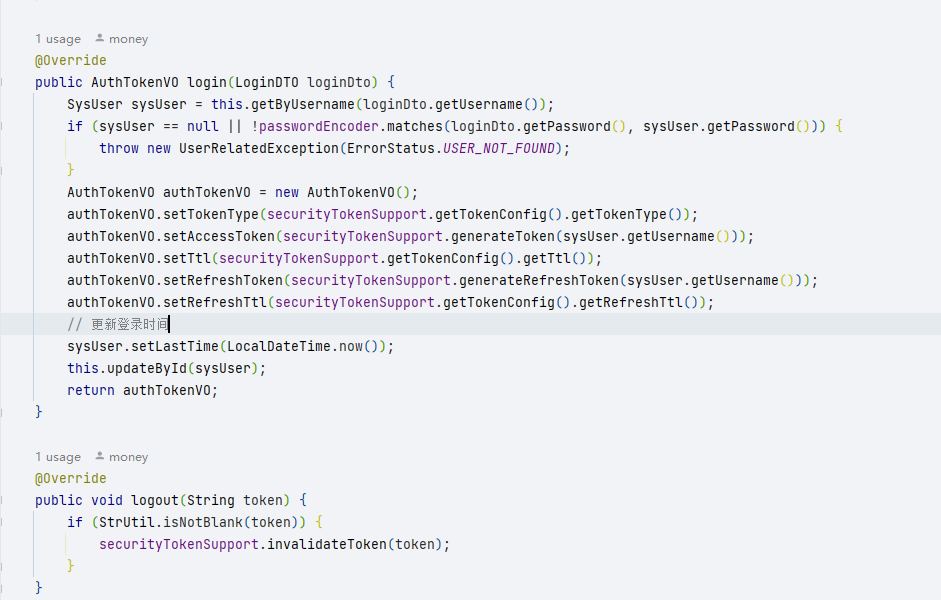 1 usage money
@Override
public AuthTokenVO login(LoginDTO loginDto) {
    SysUser sysUser = this.getByUsername(loginDto.getUsername());
    if (sysUser == null || !passwordEncoder.matches(loginDto.getPassword(), sysUser.getPassword())) {
        throw new UserRelatedException(ErrorStatus.USER_NOT_FOUND);
    }
    AuthTokenVO authTokenVO = new AuthTokenVO();
    authTokenVO.setTokenType(securityTokenSupport.getTokenConfig().getTokenType());
    authTokenVO.setAccessToken(securityTokenSupport.generateToken(sysUser.getUsername()));
    authTokenVO.setTtl(securityTokenSupport.getTokenConfig().getTtl());
    authTokenVO.setRefreshToken(securityTokenSupport.generateRefreshToken(sysUser.getUsername()));
    authTokenVO.setRefreshTtl(securityTokenSupport.getTokenConfig().getRefreshTtl());
    // 更新登录时间
    sysUser.setLastTime(LocalDateTime.now());
    this.updateById(sysUser);
    return authTokenVO;
}
1 usage money
@Override
public void logout(String token) {
    if (StrUtil.isNotBlank(token)) {
        securityTokenSupport.invalidateToken(token);
    }
}